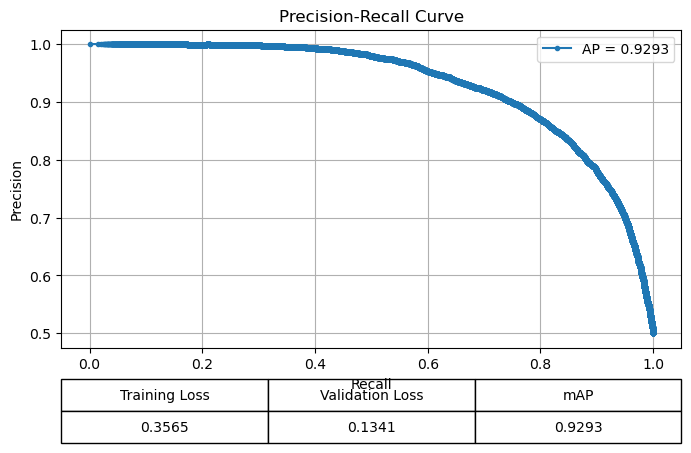 Precision-Recall Curve
AP = 0.9293
1.0
0.9
0.8
0.7
0.6
0.5
Precision
0.0 0.2 0.4 0.6 0.8 1.0
Recall
Training Loss Validation Loss mAP
0.3565 0.1341 0.9293